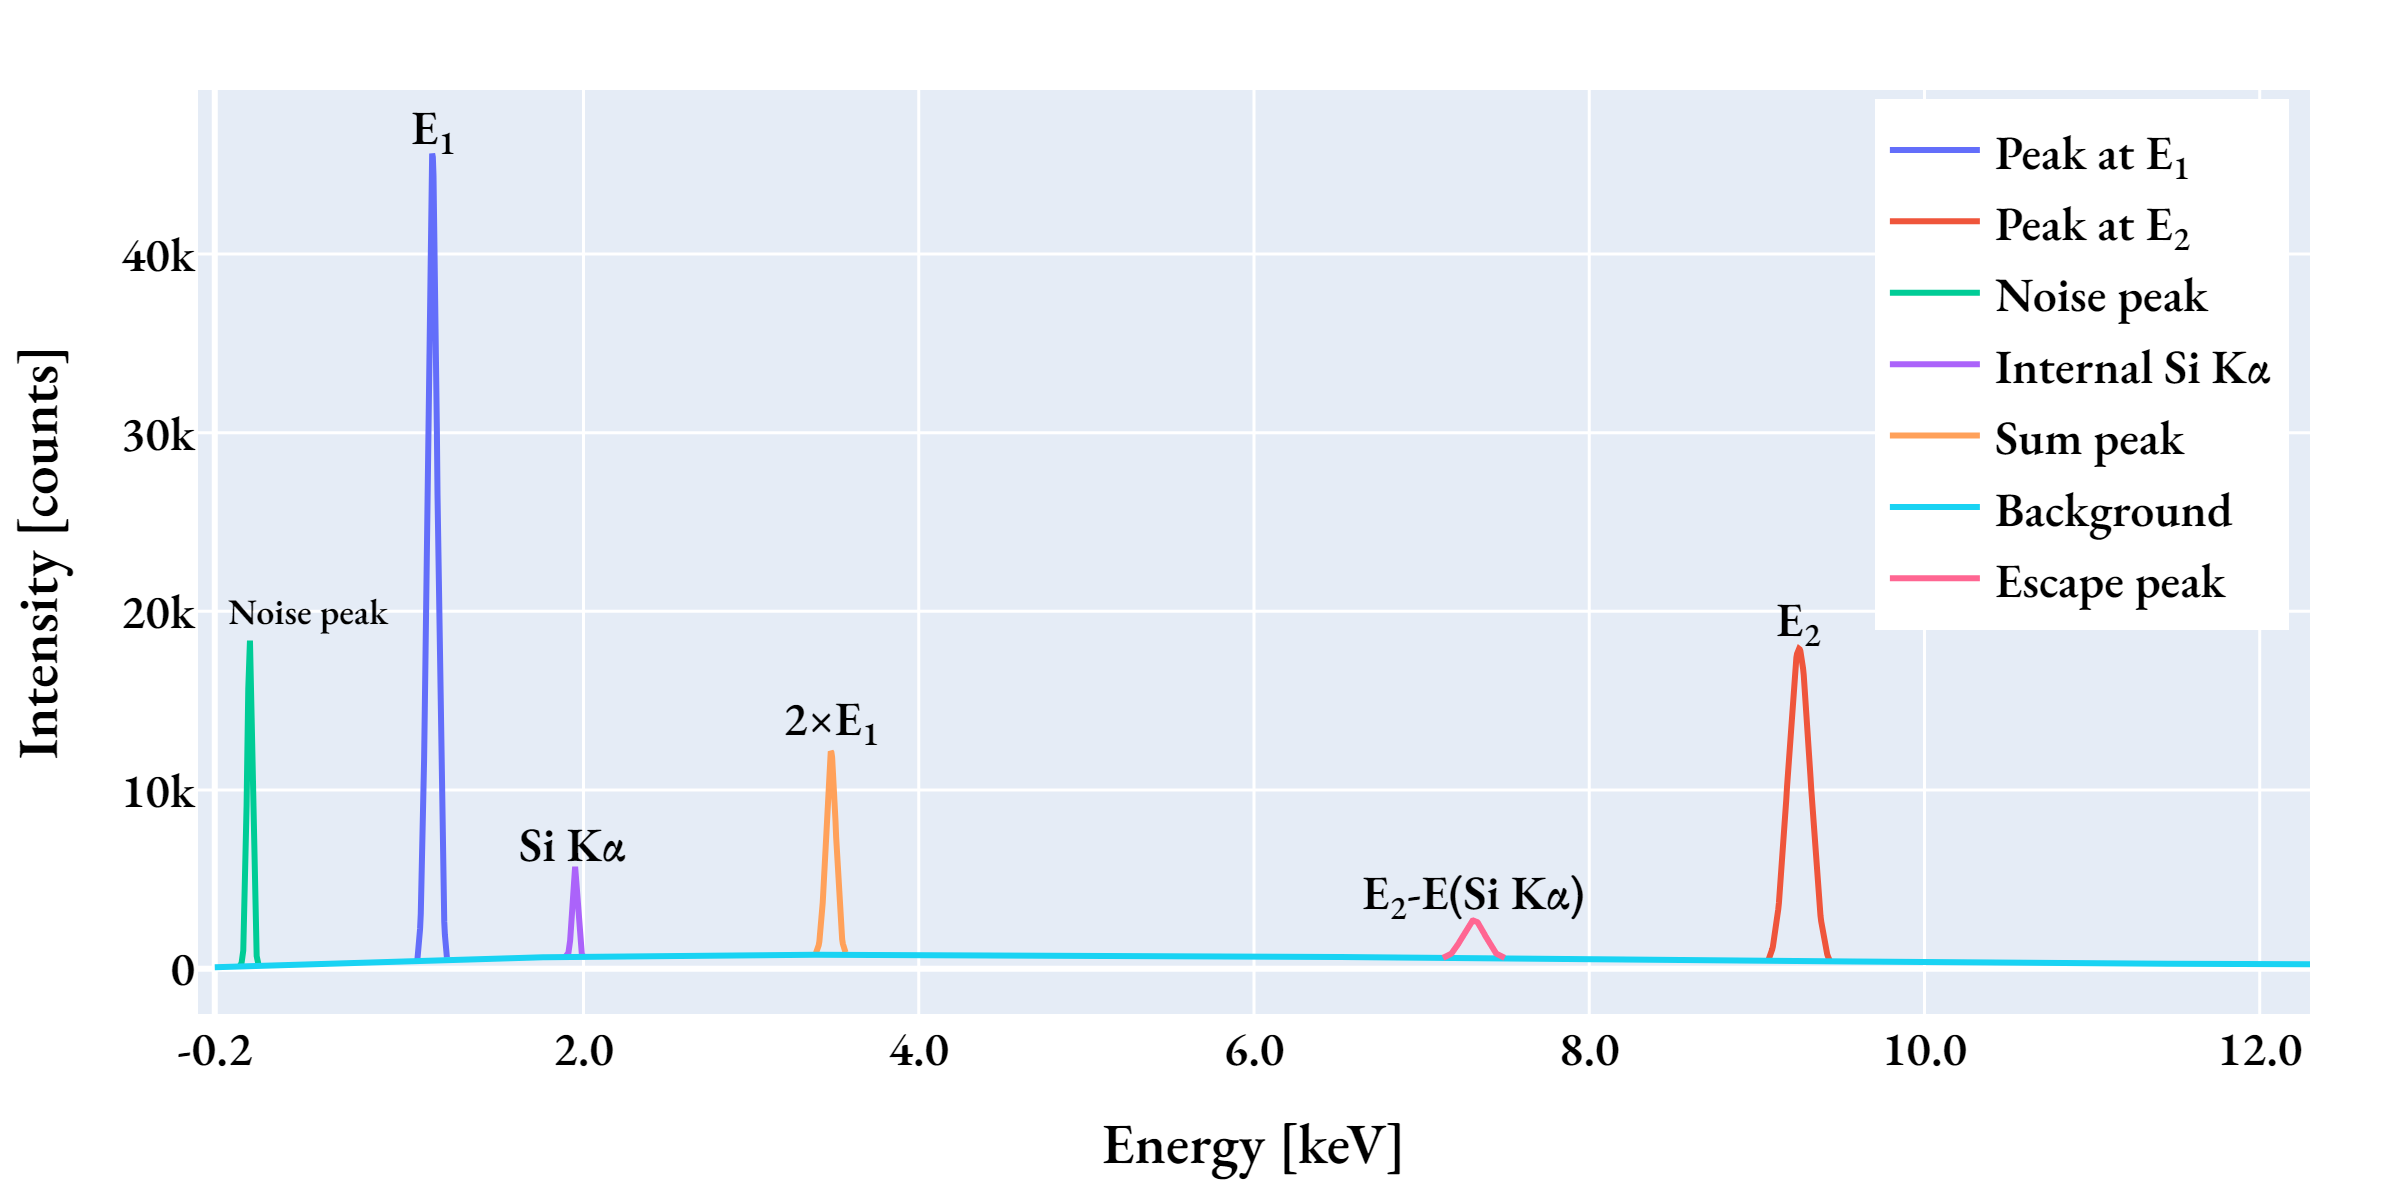 E₁
Peak at E₁
Peak at E₂
Noise peak
Internal Si Kα
Sum peak
Background
Escape peak
40k
30k
20k
10k
0
Intensity [counts]
Noise peak
E₂
2×E₁
Si Kα
E₂-E(Si Kα)
-0.2 2.0 4.0 6.0 8.0 10.0 12.0
Energy [keV]